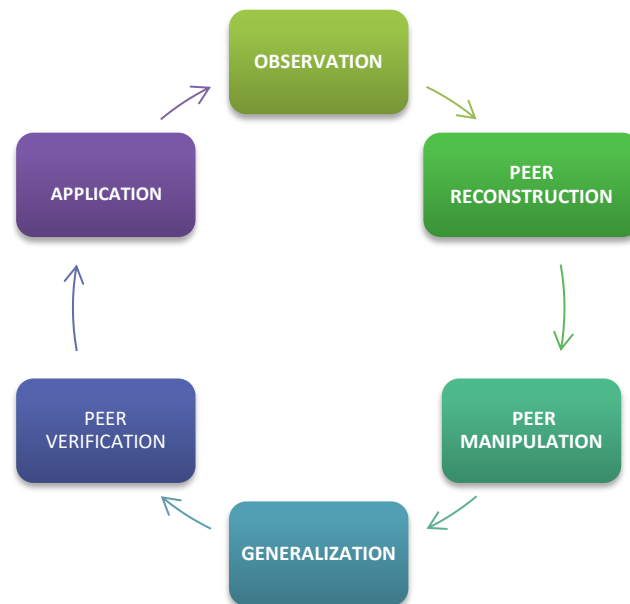 OBSERVATION
PEER
RECONSTRUCTION
PEER
MANIPULATION
GENERALIZATION
PEER
VERIFICATION
APPLICATION